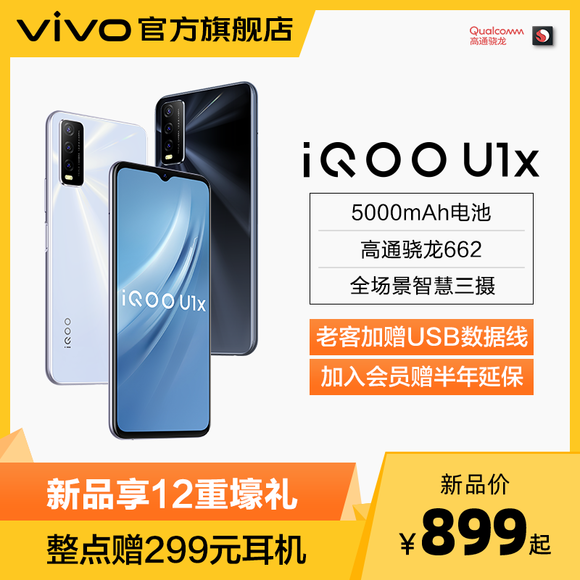 vivo官方旗舰店
Qualcomm
高通骁龙
iQOO U1x
5000mAh电池
高通骁龙662
全场景智慧三摄
老客加赠USB数据线
加入会员赠半年延保
iQOO U1x
iQOO
新品享12重壕礼
整点赠299元耳机
新品价
¥899起